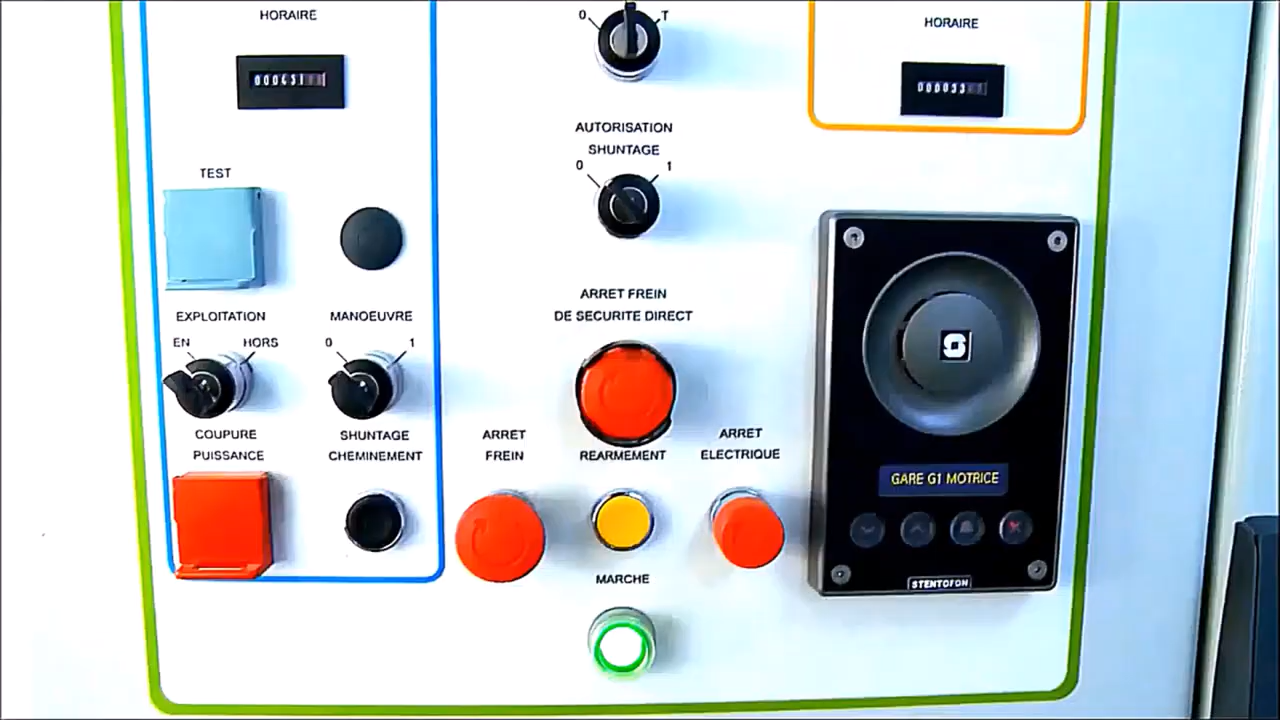 HORAIRE
TEST
EXPLOITATION
EN HORS
MANOEUVRE
0 1
COUPURE
PUISSANCE
SHUNTAGE
CHEMINEMENT
0 T
AUTORISATION
SHUNTAGE
0 1
ARRET FREIN
DE SECURITE DIRECT
ARRET
FREIN
REARMEMENT
ARRET
ELECTRIQUE
MARCHE
HORAIRE
GARE G1 MOTRICE
STENTOFON